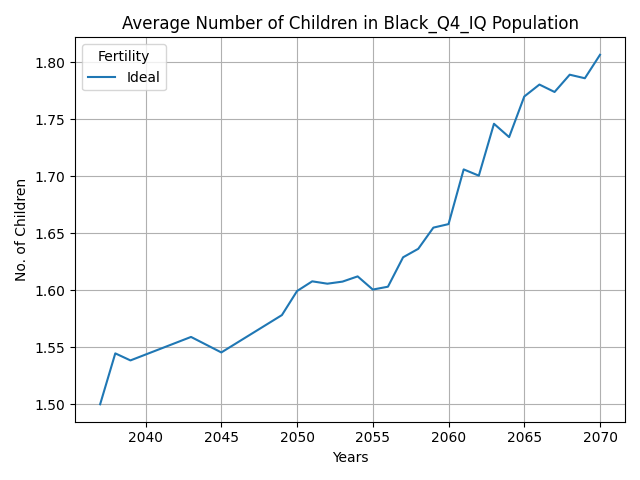 Average Number of Children in Black_Q4_IQ Population
Fertility
Ideal
No. of Children
1.80
1.75
1.70
1.65
1.60
1.55
1.50
2040 2045 2050 2055 2060 2065 2070
Years